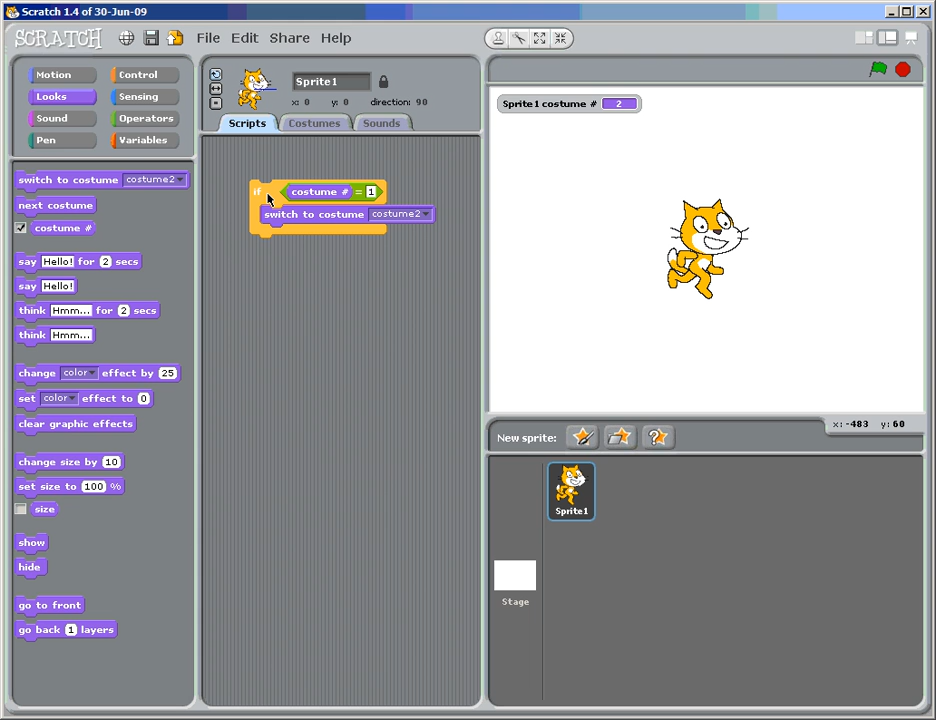 Scratch 1.4 of 30-Jun-09
SCRATCH
File Edit Share Help
Motion Control
Looks Sensing
Sound Operators
Pen Variables
switch to costume costume2
next costume
costume #
say Hello! for 2 secs
say Hello!
think Hmm... for 2 secs
think Hmm...
change color effect by 25
set color effect to 0
clear graphic effects
change size by 10
set size to 100 %
size
show
hide
go to front
go back 1 layers
Sprite1
x: 0 y: 0 direction: 90
Scripts Costumes Sounds
if costume # = 1
switch to costume costume2
Sprite1 costume # 2
x: -483 y: 60
New sprite:
Sprite1
Stage